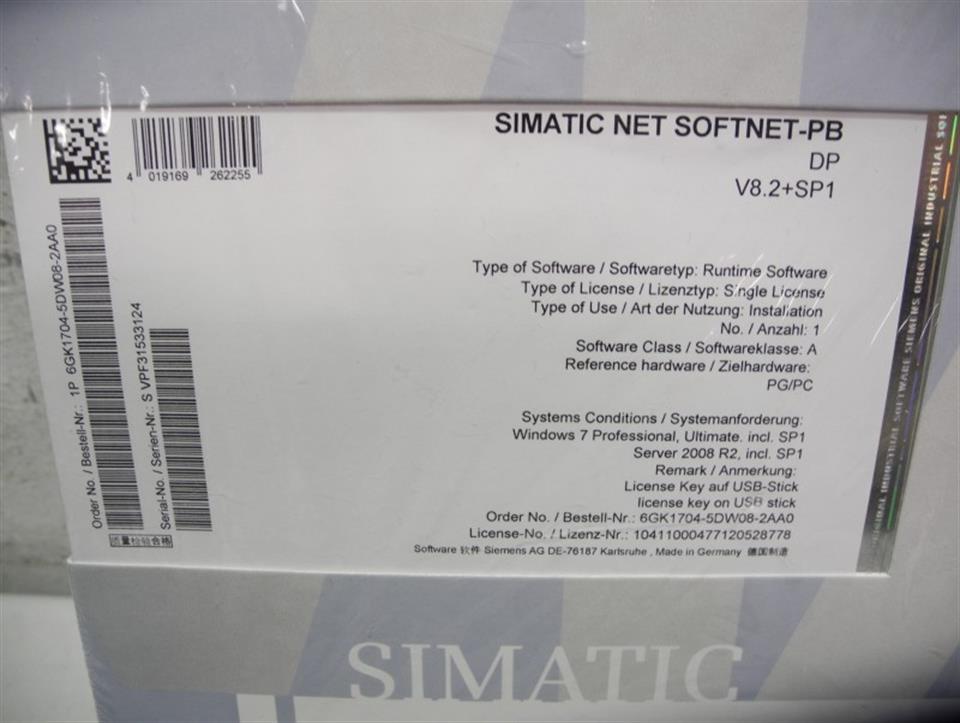 SIMATIC NET SOFTNET-PB
DP
V8.2+SP1
4 019169 262255
Type of Software / Softwaretyp: Runtime Software
Type of License / Lizenztyp: Single License
Type of Use / Art der Nutzung: Installation
No. / Anzahl: 1
Software Class / Softwareklasse: A
Reference hardware / Zielhardware:
PG/PC
Systems Conditions / Systemanforderung:
Windows 7 Professional, Ultimate. incl. SP1
Server 2008 R2, incl. SP1
Remark / Anmerkung:
License Key auf USB-Stick
license key on USB stick
Order No. / Bestell-Nr.: 6GK1704-5DW08-2AA0
License-No. / Lizenz-Nr.: 10411000477120528778
Software 软件 Siemens AG DE-76187 Karlsruhe , Made in Germany 德国制造
Order No. / Bestell-Nr.: 1P 6GK1704-5DW08-2AA0
Serial-No. / Serien-Nr.: S VPF31533124
质量检验合格
ORIGINAL INDUSTRIAL SOFTWARE SIEMENS ORIGINAL INDUSTRIAL SOF
SIMATIC